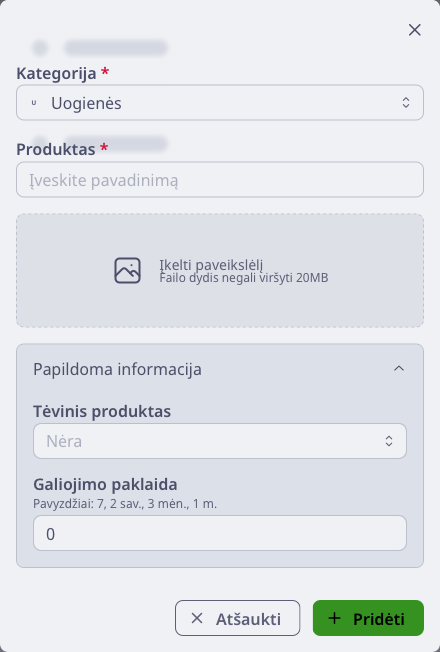 Kategorija *
U Uogienės
Produktas *
Įveskite pavadinimą
Įkelti paveikslėlį
Failo dydis negali viršyti 20MB
Papildoma informacija
Tėvinis produktas
Nėra
Galiojimo paklaida
Pavyzdžiai: 7, 2 sav., 3 mėn., 1 m.
0
Atšaukti
Pridėti